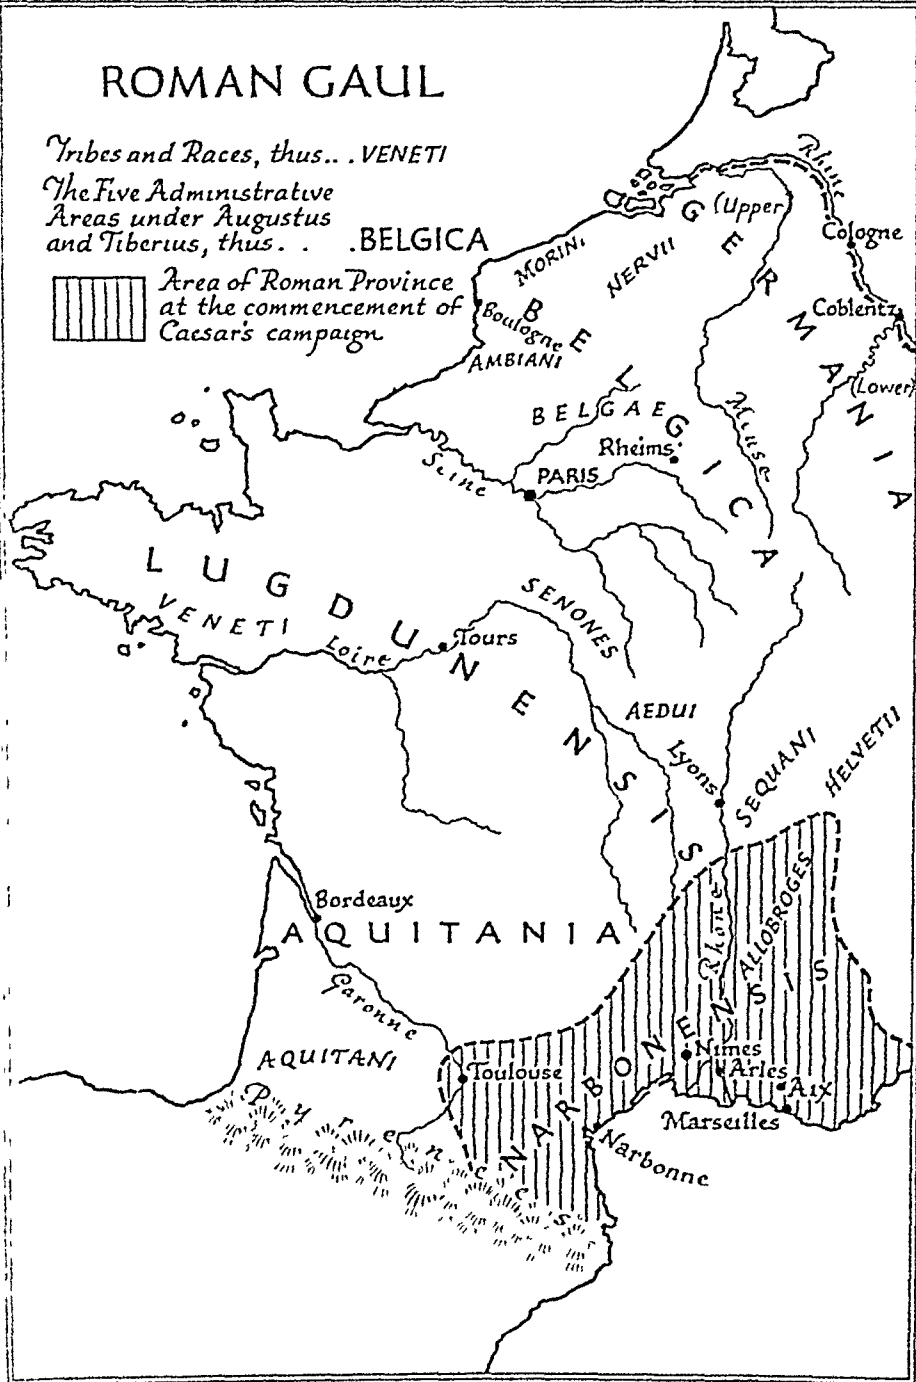 ROMAN GAUL
Tribes and Races, thus... VENETI
The Five Administrative
Areas under Augustus
and Tiberius, thus. . .BELGICA
Area of Roman Province
at the commencement of
Caesar's campaign
Rhine
(Upper)
GERMANIA
Cologne
MORINI
NERVII
Coblentz
Boulogne
BELGICA
AMBIANI
(Lower)
BELGAE
Meuse
Rheims
Seine
PARIS
LUGDUNENSIS
VENETI
SENONES
Loire
Tours
AEDUI
Lyons
SEQUANI
HELVETII
Bordeaux
AQUITANIA
Rhone
ALLOBROGES
Garonne
AQUITANI
Toulouse
NARBONENSIS
Nimes
Arles
Aix
Marseilles
Narbonne
Pyrenees